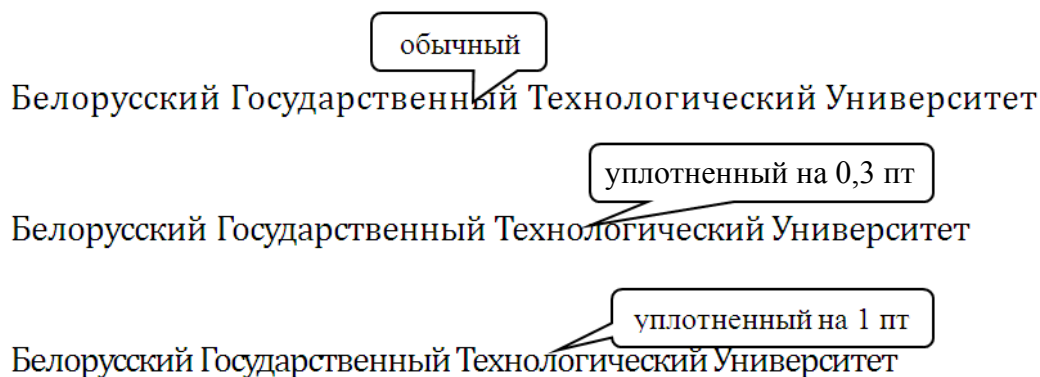 обычный
Белорусский Государственный Технологический Университет
уплотненный на 0,3 пт
Белорусский Государственный Технологический Университет
уплотненный на 1 пт
Белорусский Государственный Технологический Университет